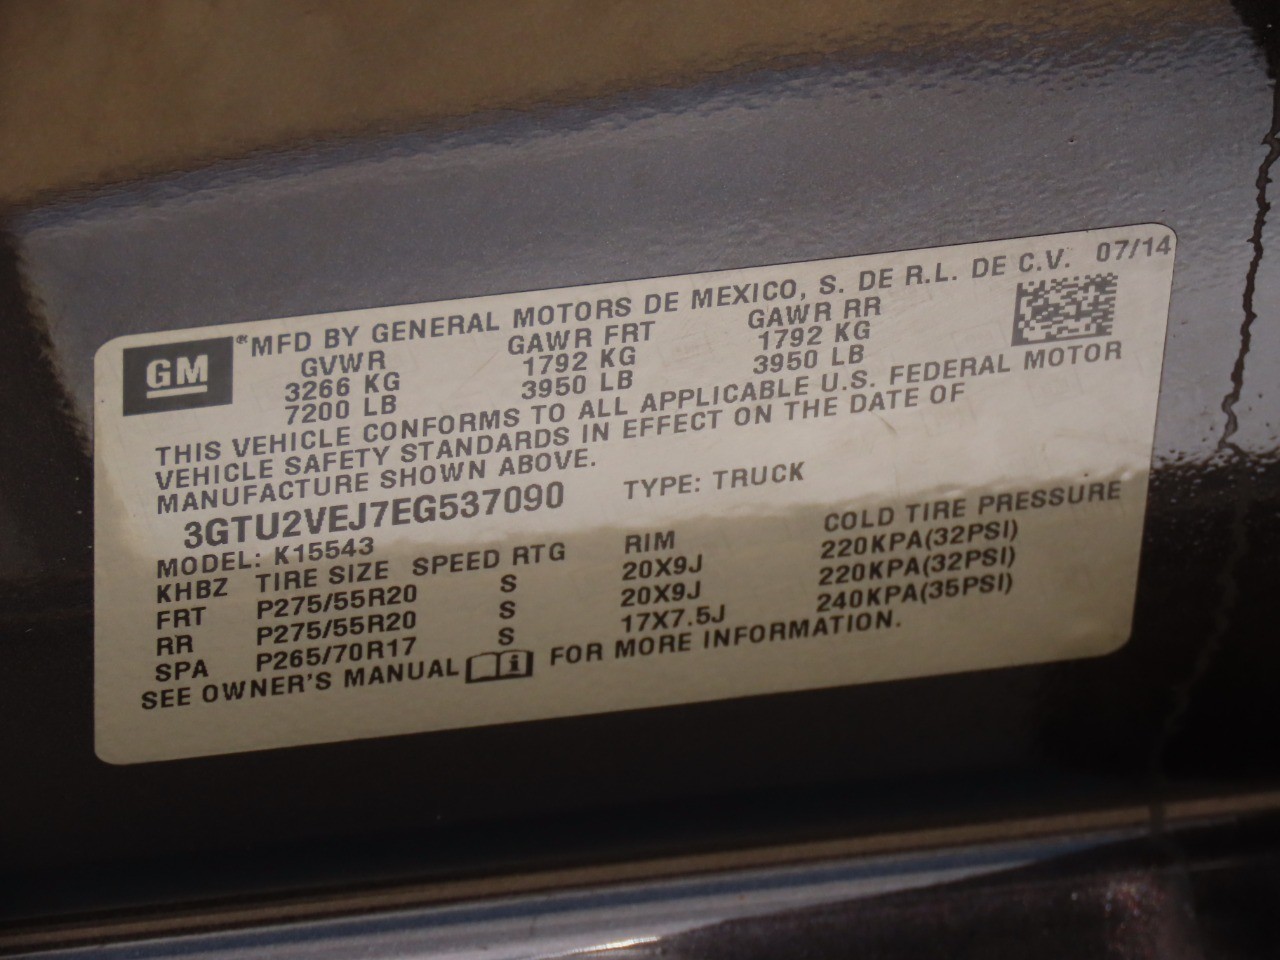 GM
®MFD BY GENERAL MOTORS DE MEXICO, S. DE R.L. DE C.V. 07/14
GVWR GAWR FRT GAWR RR
3266 KG 1792 KG 1792 KG
7200 LB 3950 LB 3950 LB
THIS VEHICLE CONFORMS TO ALL APPLICABLE U.S. FEDERAL MOTOR
VEHICLE SAFETY STANDARDS IN EFFECT ON THE DATE OF
MANUFACTURE SHOWN ABOVE.
3GTU2VEJ7EG537090 TYPE: TRUCK
MODEL: K15543
KHBZ TIRE SIZE SPEED RTG RIM COLD TIRE PRESSURE
FRT P275/55R20 S 20X9J 220KPA(32PSI)
RR P275/55R20 S 20X9J 220KPA(32PSI)
SPA P265/70R17 S 17X7.5J 240KPA(35PSI)
SEE OWNER'S MANUAL i FOR MORE INFORMATION.